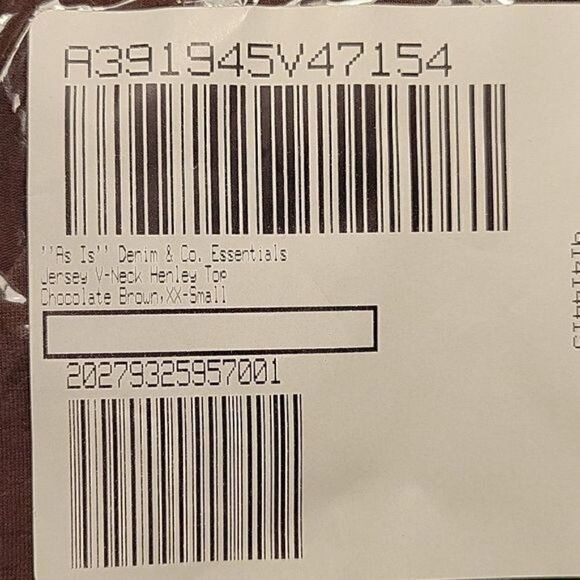 A391945V47154
''As Is'' Denim & Co. Essentials
Jersey V-Neck Henley Top
Chocolate Brown,XX-Small
20279325957001